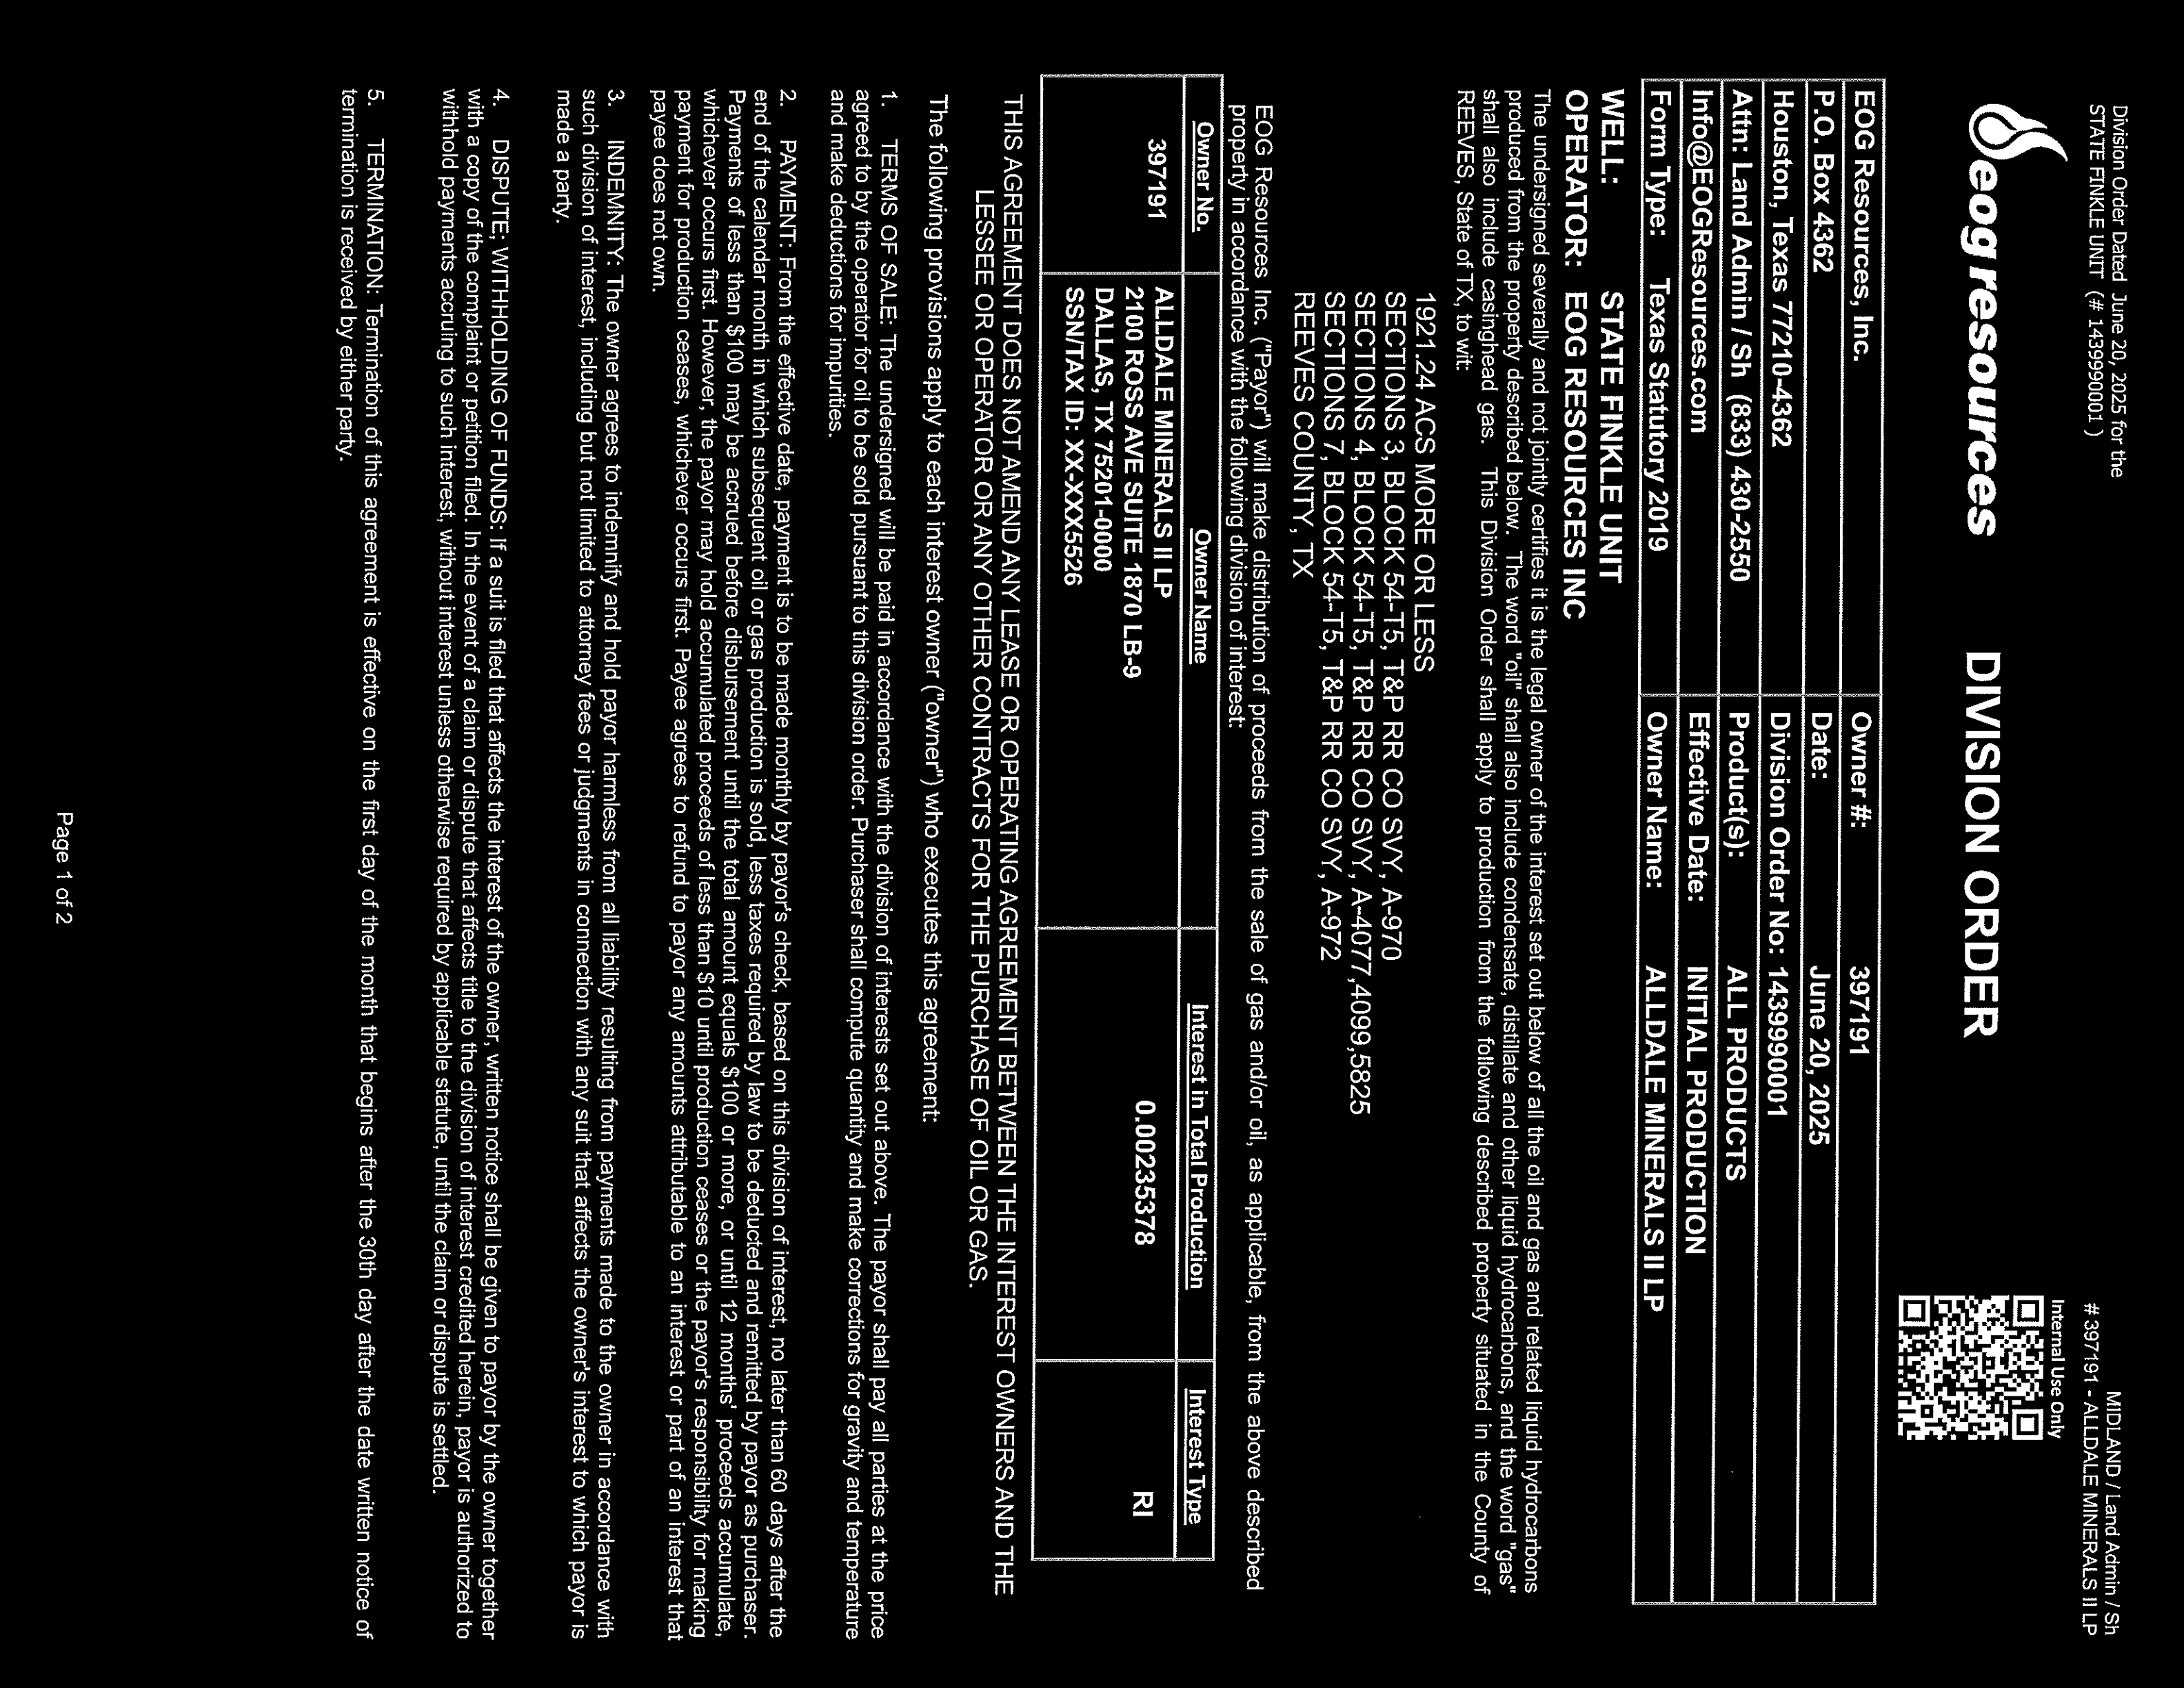 Division Order Dated June 20, 2025 for the
STATE FINKLE UNIT (# 1439990001 )
MIDLAND / Land Admin / Sh
# 397191 - ALLDALE MINERALS II LP
Internal Use Only
eog resources
DIVISION ORDER
EOG Resources, Inc.
Owner #: 397191
P.O. Box 4362
Date: June 20, 2025
Houston, Texas 77210-4362
Division Order No: 1439990001
Attn: Land Admin / Sh (833) 430-2550
Product(s): ALL PRODUCTS
Info@EOGResources.com
Effective Date: INITIAL PRODUCTION
Form Type: Texas Statutory 2019
Owner Name: ALLDALE MINERALS II LP
WELL: STATE FINKLE UNIT
OPERATOR: EOG RESOURCES INC
The undersigned severally and not jointly certifies it is the legal owner of the interest set out below of all the oil and gas and related liquid hydrocarbons
produced from the property described below. The word "oil" shall also include condensate, distillate and other liquid hydrocarbons, and the word "gas"
shall also include casinghead gas. This Division Order shall apply to production from the following described property situated in the County of
REEVES, State of TX, to wit:
1921.24 ACS MORE OR LESS
SECTIONS 3, BLOCK 54-T5, T&P RR CO SVY, A-970
SECTIONS 4, BLOCK 54-T5, T&P RR CO SVY, A-4077,4099,5825
SECTIONS 7, BLOCK 54-T5, T&P RR CO SVY, A-972
REEVES COUNTY, TX
EOG Resources Inc. ("Payor") will make distribution of proceeds from the sale of gas and/or oil, as applicable, from the above described
property in accordance with the following division of interest:
Owner No. Owner Name Interest in Total Production Interest Type
397191 ALLDALE MINERALS II LP 0.00235378 RI
2100 ROSS AVE SUITE 1870 LB-9
DALLAS, TX 75201-0000
SSN/TAX ID: XX-XXX5526
THIS AGREEMENT DOES NOT AMEND ANY LEASE OR OPERATING AGREEMENT BETWEEN THE INTEREST OWNERS AND THE
LESSEE OR OPERATOR OR ANY OTHER CONTRACTS FOR THE PURCHASE OF OIL OR GAS.
The following provisions apply to each interest owner ("owner") who executes this agreement:
1. TERMS OF SALE: The undersigned will be paid in accordance with the division of interests set out above. The payor shall pay all parties at the price
agreed to by the operator for oil to be sold pursuant to this division order. Purchaser shall compute quantity and make corrections for gravity and temperature
and make deductions for impurities.
2. PAYMENT: From the effective date, payment is to be made monthly by payor's check, based on this division of interest, no later than 60 days after the
end of the calendar month in which subsequent oil or gas production is sold, less taxes required by law to be deducted and remitted by payor as purchaser.
Payments of less than $100 may be accrued before disbursement until the total amount equals $100 or more, or until 12 months' proceeds accumulate,
whichever occurs first. However, the payor may hold accumulated proceeds of less than $10 until production ceases or the payor's responsibility for making
payment for production ceases, whichever occurs first. Payee agrees to refund to payor any amounts attributable to an interest or part of an interest that
payee does not own.
3. INDEMNITY: The owner agrees to indemnify and hold payor harmless from all liability resulting from payments made to the owner in accordance with
such division of interest, including but not limited to attorney fees or judgments in connection with any suit that affects the owner's interest to which payor is
made a party.
4. DISPUTE; WITHHOLDING OF FUNDS: If a suit is filed that affects the interest of the owner, written notice shall be given to payor by the owner together
with a copy of the complaint or petition filed. In the event of a claim or dispute that affects title to the division of interest credited herein, payor is authorized to
withhold payments accruing to such interest, without interest unless otherwise required by applicable statute, until the claim or dispute is settled.
5. TERMINATION: Termination of this agreement is effective on the first day of the month that begins after the 30th day after the date written notice of
termination is received by either party.
Page 1 of 2